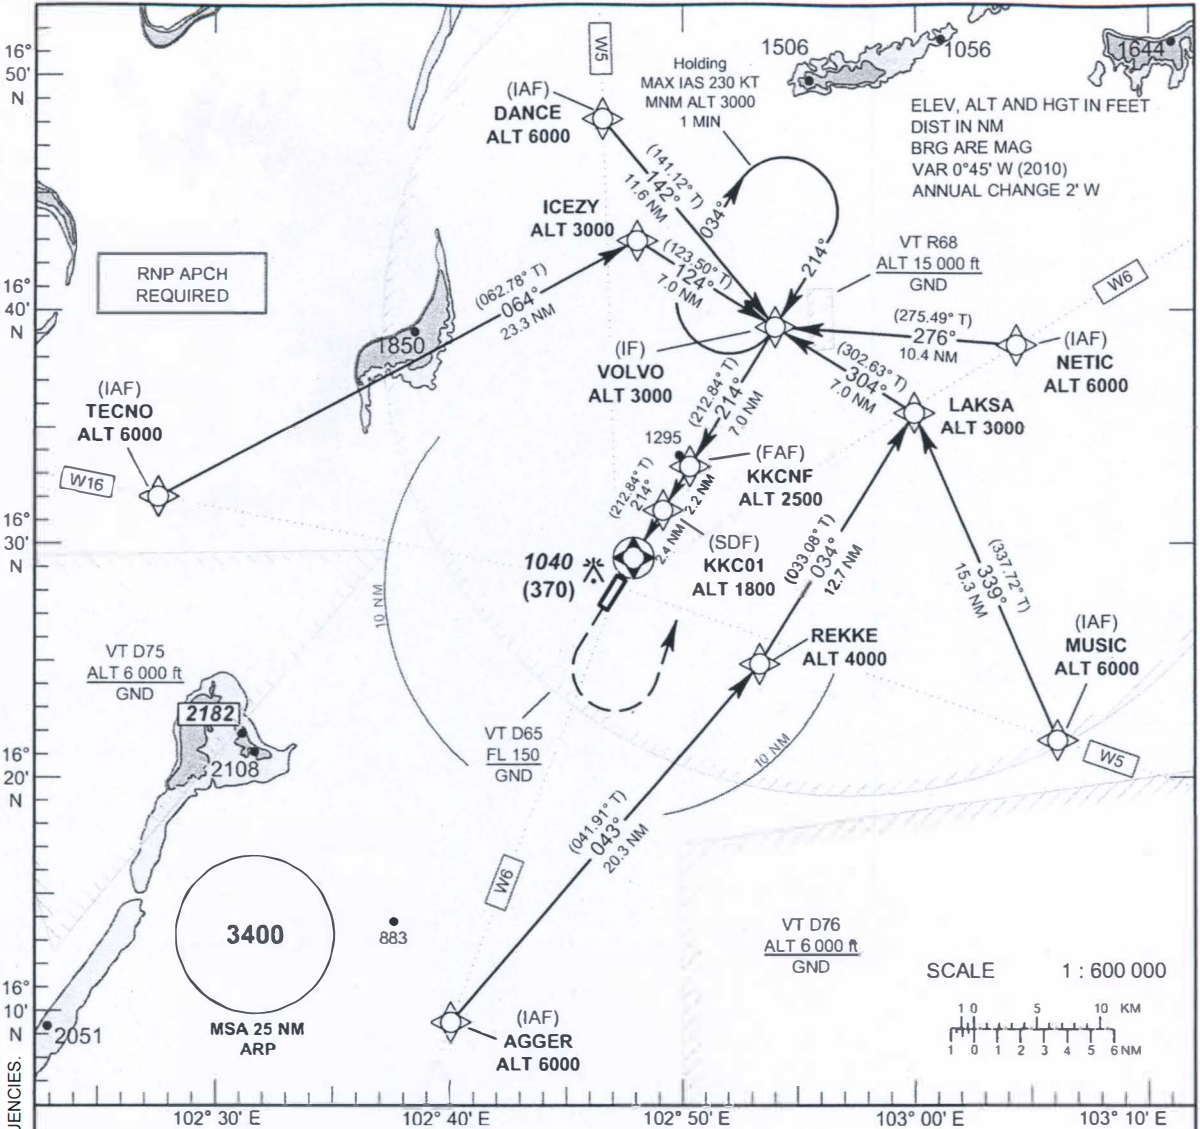 16°
50'
N
W5
Holding
MAX IAS 230 KT
MNM ALT 3000
1 MIN
1506
1056
1644
ELEV, ALT AND HGT IN FEET
DIST IN NM
BRG ARE MAG
VAR 0°45' W (2010)
ANNUAL CHANGE 2' W
(IAF)
DANCE
ALT 6000
(141.12° T)
142°
11.6 NM
034°
214°
ICEZY
ALT 3000
(123.50° T)
124°
7.0 NM
VT R68
ALT 15 000 ft
GND
W6
RNP APCH
REQUIRED
(062.78° T)
064°
23.3 NM
16°
40'
N
1850
(IF)
VOLVO
ALT 3000
(275.49° T)
276°
10.4 NM
(IAF)
NETIC
ALT 6000
(302.63° T)
304°
7.0 NM
LAKSA
ALT 3000
(IAF)
TECNO
ALT 6000
W16
(212.84° T)
214°
7.0 NM
1295
(FAF)
KKCNF
ALT 2500
(212.84° T)
214°
2.2 NM
2.4 NM
(SDF)
KKC01
ALT 1800
16°
30'
N
1040
(370)
(033.08° T)
034°
12.7 NM
(337.72° T)
339°
15.3 NM
10 NM
REKKE
ALT 4000
(IAF)
MUSIC
ALT 6000
VT D75
ALT 6 000 ft
GND
2182
2108
VT D65
FL 150
GND
10 NM
W5
16°
20'
N
(041.91° T)
043°
20.3 NM
W6
3400
883
MSA 25 NM
ARP
VT D76
ALT 6 000 ft
GND
SCALE 1 : 600 000
1 0 5 10 KM
1 0 1 2 3 4 5 6 NM
16°
10'
N
2051
(IAF)
AGGER
ALT 6000
UENCIES.
102° 30' E
102° 40' E
102° 50' E
103° 00' E
103° 10' E